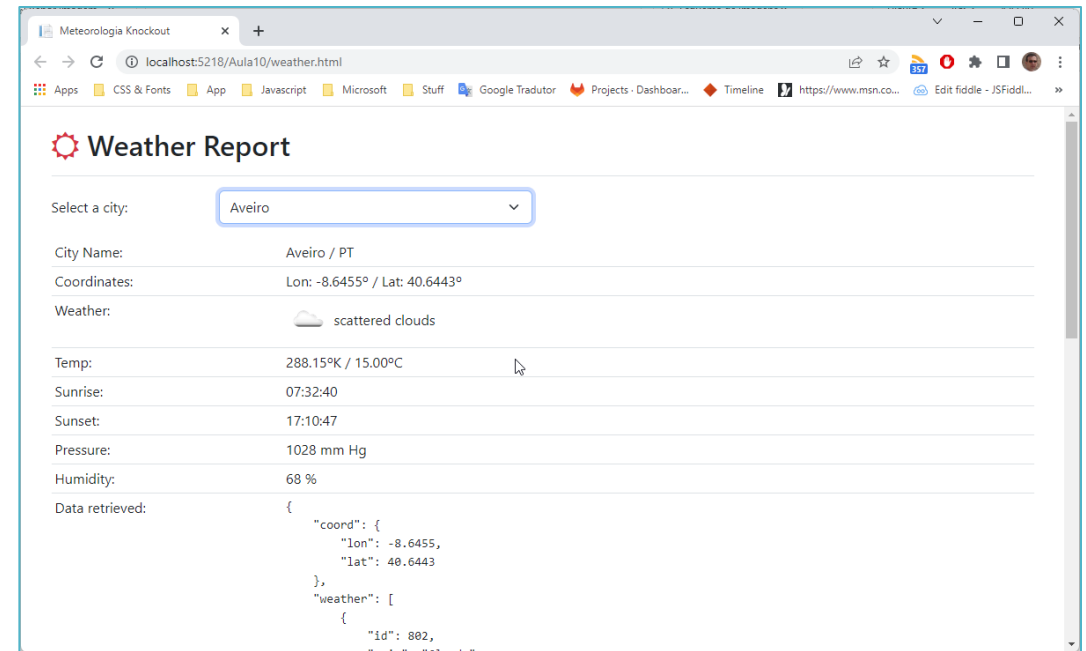 Meteorologia Knockout
localhost:5218/Aula10/weather.html
357
Apps CSS & Fonts App Javascript Microsoft Stuff Google Tradutor Projects · Dashboar... Timeline https://www.msn.co... Edit fiddle - JSFiddl... »
Weather Report
Select a city: Aveiro
City Name: Aveiro / PT
Coordinates: Lon: -8.6455º / Lat: 40.6443º
Weather: scattered clouds
Temp: 288.15ºK / 15.00ºC
Sunrise: 07:32:40
Sunset: 17:10:47
Pressure: 1028 mm Hg
Humidity: 68 %
Data retrieved: {
"coord": {
"lon": -8.6455,
"lat": 40.6443
},
"weather": [
{
"id": 802,